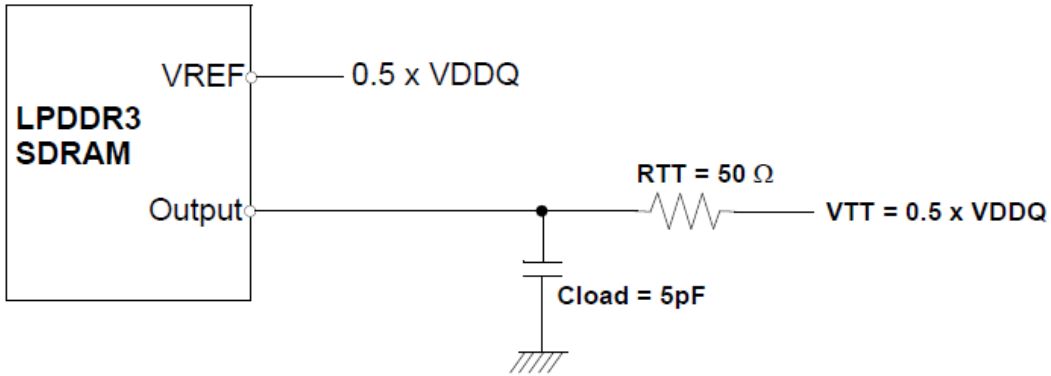 VREF
0.5 x VDDQ
LPDDR3
SDRAM
RTT = 50 Ω
Output
VTT = 0.5 x VDDQ
Cload = 5pF